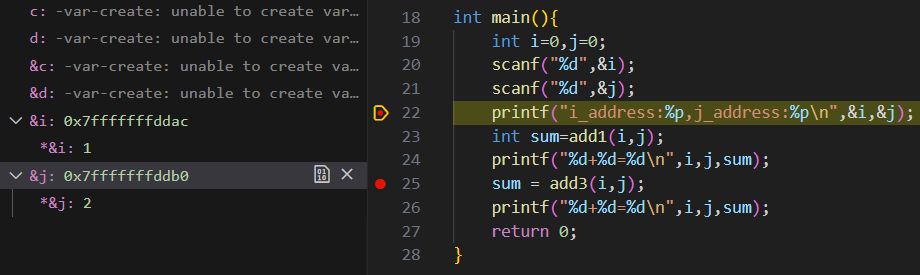 c: -var-create: unable to create var…
d: -var-create: unable to create var…
&c: -var-create: unable to create va…
&d: -var-create: unable to create va…
&i: 0x7fffffffddac
*&i: 1
&j: 0x7fffffffddb0
*&j: 2
18 int main(){
19 int i=0,j=0;
20 scanf("%d",&i);
21 scanf("%d",&j);
22 printf("i_address:%p,j_address:%p\n",&i,&j);
23 int sum=add1(i,j);
24 printf("%d+%d=%d\n",i,j,sum);
25 sum = add3(i,j);
26 printf("%d+%d=%d\n",i,j,sum);
27 return 0;
28 }